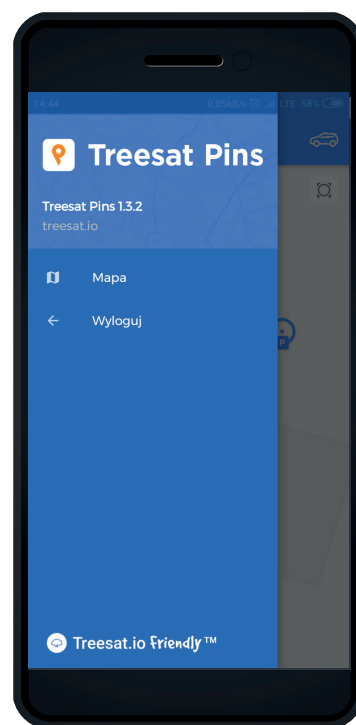 14:44 0,05kB/s LTE 58%
Treesat Pins
Treesat Pins 1.3.2
treesat.io
Mapa
Wyloguj
P
Treesat.io Friendly™